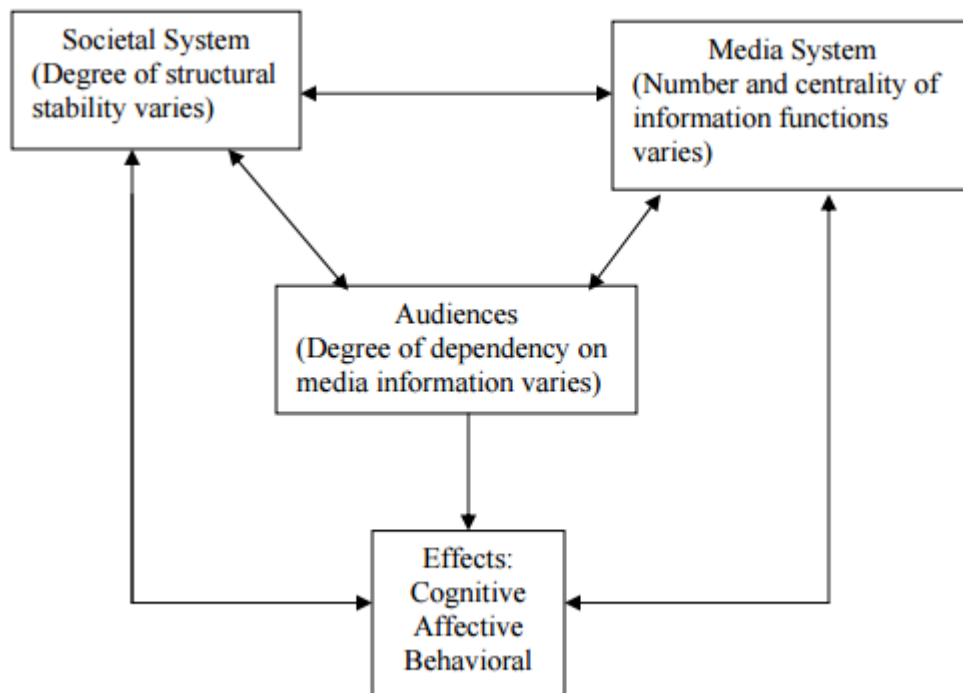 Societal System
(Degree of structural
stability varies)
Media System
(Number and centrality of
information functions
varies)
Audiences
(Degree of dependency on
media information varies)
Effects:
Cognitive
Affective
Behavioral